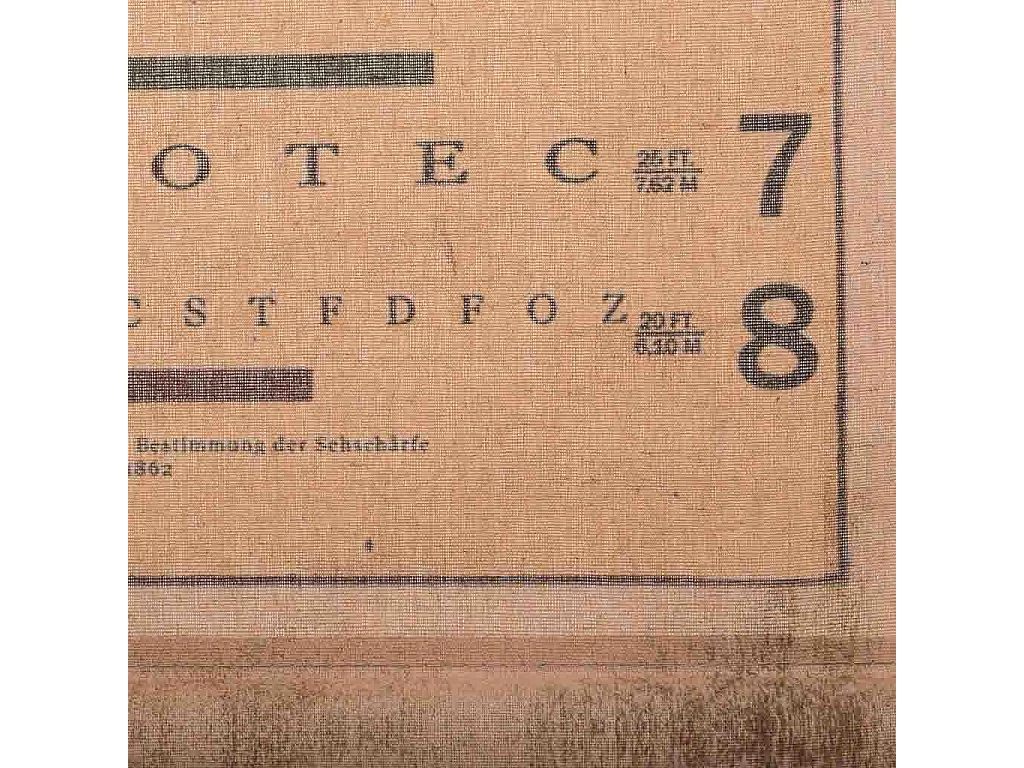 O T E C 25 FT. 7
7,62 M
C S T F D F O Z 20 FT. 8
6,10 M
Bestimmung der Sehschärfe
1862